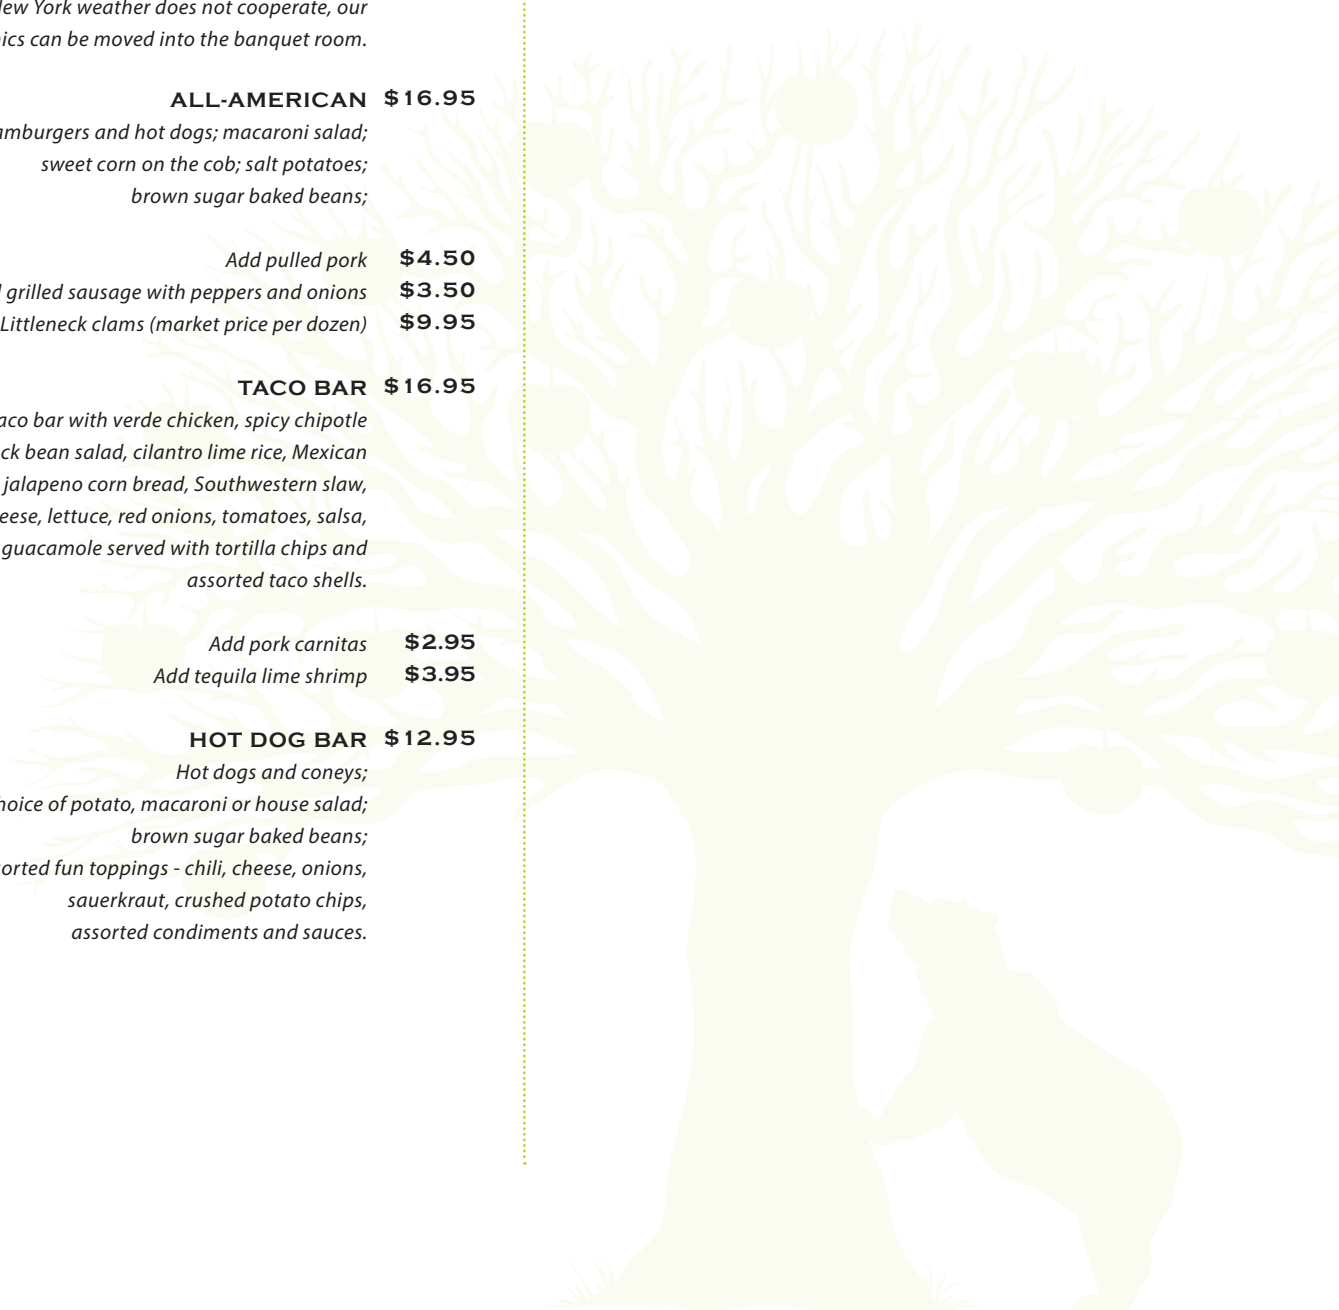 New York weather does not cooperate, our
can be moved into the banquet room.
ALL-AMERICAN $16.95
hamburgers and hot dogs; macaroni salad;
sweet corn on the cob; salt potatoes;
brown sugar baked beans;
Add pulled pork $4.50
grilled sausage with peppers and onions $3.50
Littleneck clams (market price per dozen) $9.95
TACO BAR $16.95
taco bar with verde chicken, spicy chipotle
bean salad, cilantro lime rice, Mexican
jalapeno corn bread, Southwestern slaw,
cheese, lettuce, red onions, tomatoes, salsa,
guacamole served with tortilla chips and
assorted taco shells.
Add pork carnitas $2.95
Add tequila lime shrimp $3.95
HOT DOG BAR $12.95
Hot dogs and coneys;
choice of potato, macaroni or house salad;
brown sugar baked beans;
assorted fun toppings - chili, cheese, onions,
sauerkraut, crushed potato chips,
assorted condiments and sauces.